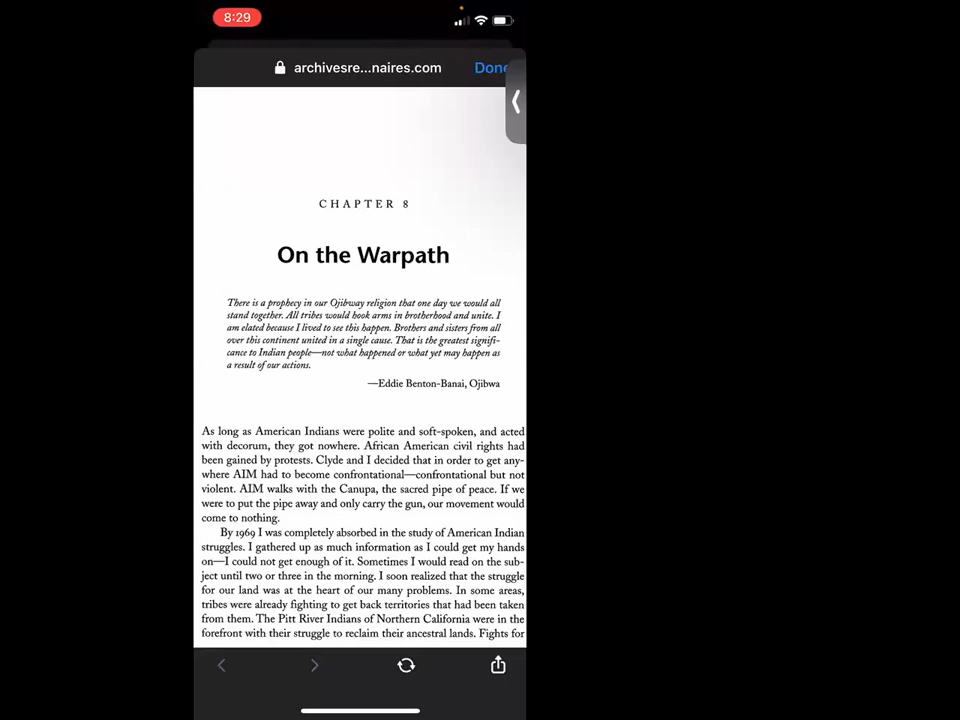 8:29
archivesre...naires.com
Done
CHAPTER 8
On the Warpath
There is a prophecy in our Ojibway religion that one day we would all
stand together. All tribes would hook arms in brotherhood and unite. I
am elated because I lived to see this happen. Brothers and sisters from all
over this continent united in a single cause. That is the greatest signifi-
cance to Indian people—not what happened or what yet may happen as
a result of our actions.
—Eddie Benton-Banai, Ojibwa
As long as American Indians were polite and soft-spoken, and acted
with decorum, they got nowhere. African American civil rights had
been gained by protests. Clyde and I decided that in order to get any-
where AIM had to become confrontational—confrontational but not
violent. AIM walks with the Canupa, the sacred pipe of peace. If we
were to put the pipe away and only carry the gun, our movement would
come to nothing.
By 1969 I was completely absorbed in the study of American Indian
struggles. I gathered up as much information as I could get my hands
on—I could not get enough of it. Sometimes I would read on the sub-
ject until two or three in the morning. I soon realized that the struggle
for our land was at the heart of our many problems. In some areas,
tribes were already fighting to get back territories that had been taken
from them. The Pitt River Indians of Northern California were in the
forefront with their struggle to reclaim their ancestral lands. Fights for